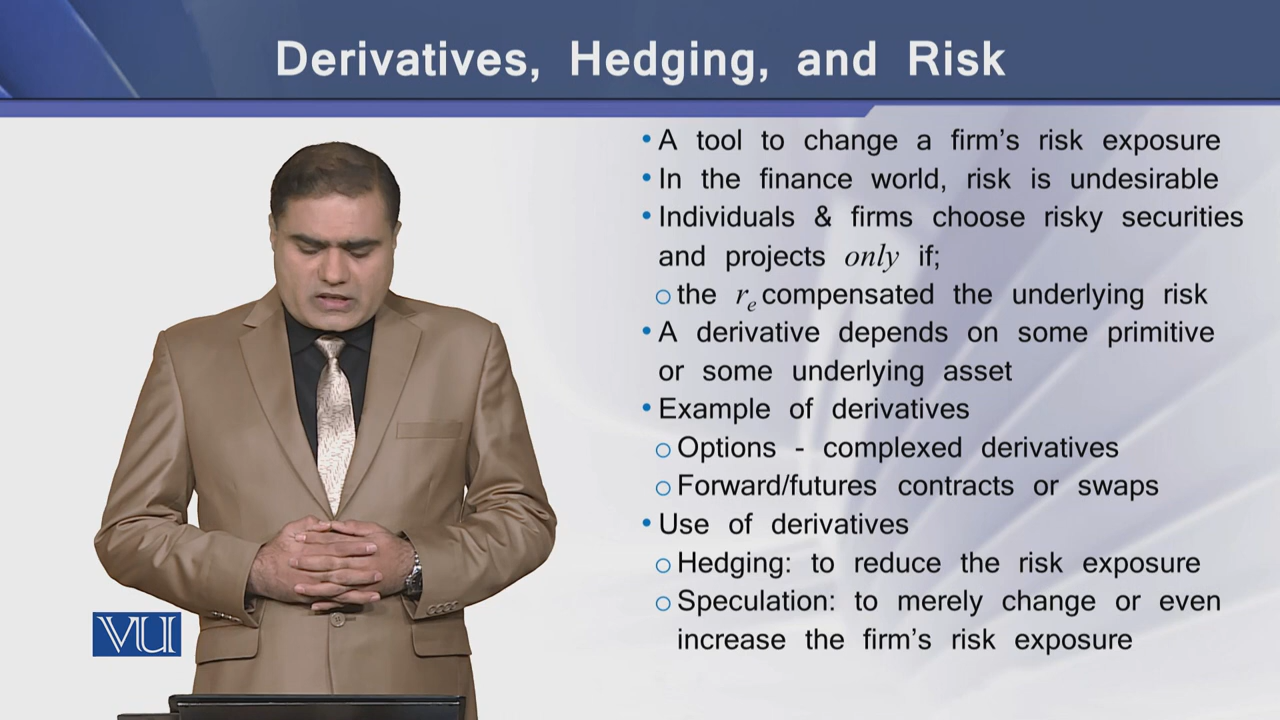 Derivatives, Hedging, and Risk
• A tool to change a firm's risk exposure
• In the finance world, risk is undesirable
• Individuals & firms choose risky securities
and projects only if;
o the re compensated the underlying risk
• A derivative depends on some primitive
or some underlying asset
• Example of derivatives
o Options - complexed derivatives
o Forward/futures contracts or swaps
• Use of derivatives
o Hedging: to reduce the risk exposure
o Speculation: to merely change or even
increase the firm's risk exposure
VU